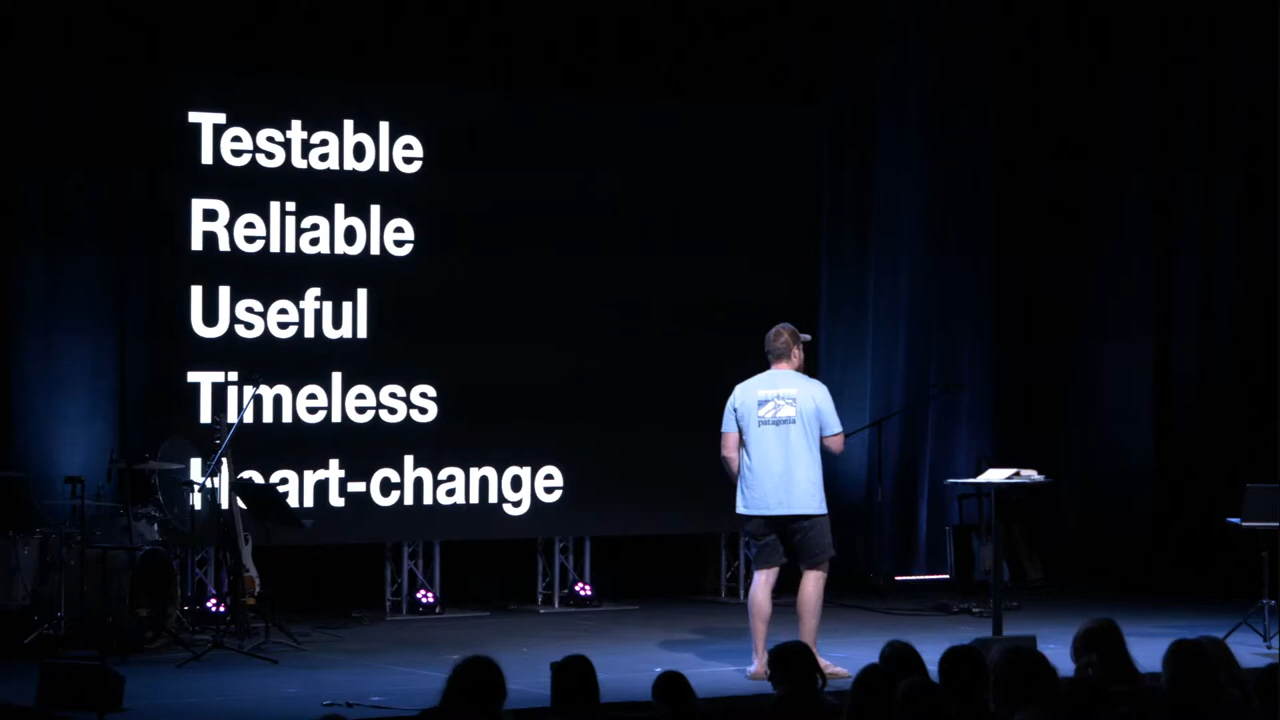 Testable
Reliable
Useful
Timeless
Heart-change
patagonia